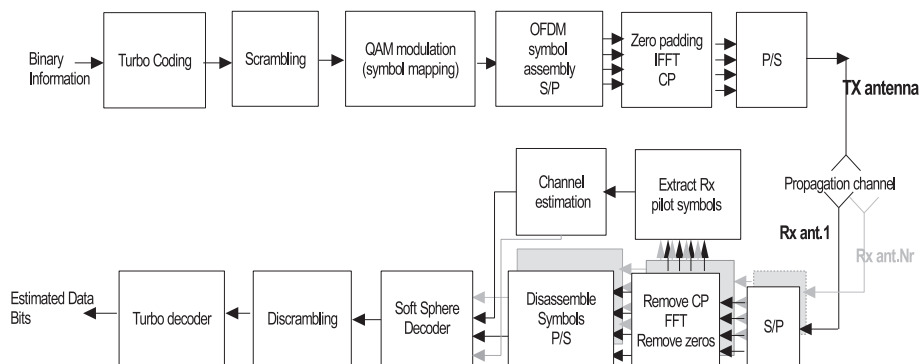 Binary
Information
Turbo Coding
Scrambling
QAM modulation
(symbol mapping)
OFDM
symbol
assembly
S/P
Zero padding
IFFT
CP
P/S
TX antenna
Propagation channel
Rx ant.1
Rx ant.Nr
Channel
estimation
Extract Rx
pilot symbols
Estimated Data
Bits
Turbo decoder
Discrambling
Soft Sphere
Decoder
Disassemble
Symbols
P/S
Remove CP
FFT
Remove zeros
S/P